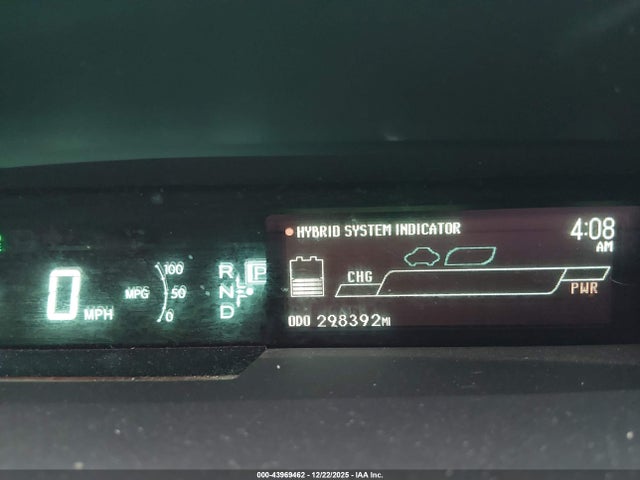 HYBRID SYSTEM INDICATOR
4:08
AM
0 MPH
MPG
100
50
0
R
N
D
P
CHG
PWR
ODO 298392MI
000-43969462 - 12/22/2025 - IAA Inc.